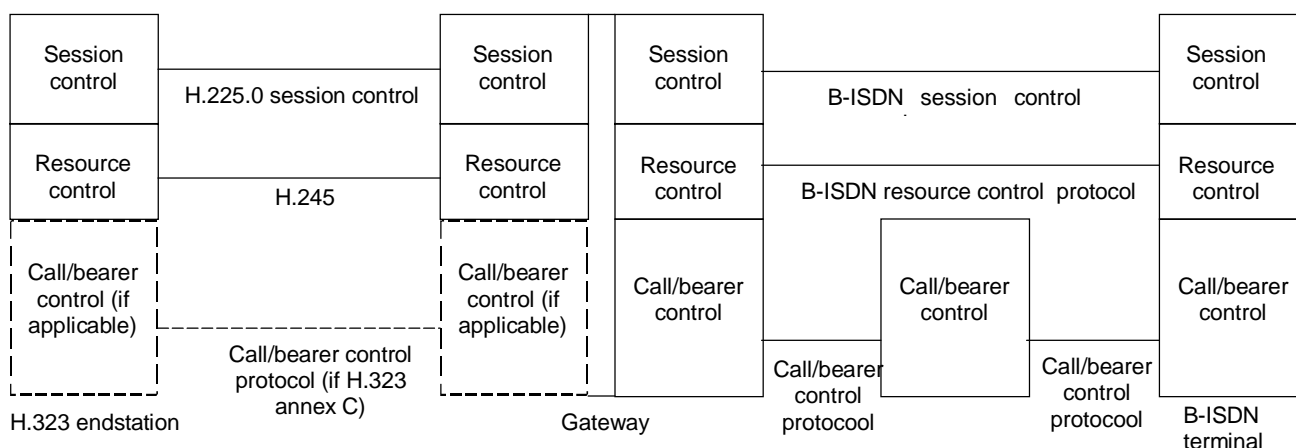 Session
control
Session
control
Session
control
Session
control
H.225.0 session control
B-ISDN session control
Resource
control
Resource
control
Resource
control
Resource
control
H.245
B-ISDN resource control protocol
Call/bearer
control (if
applicable)
Call/bearer
control (if
applicable)
Call/bearer
control
Call/bearer
control
Call/bearer
control
Call/bearer control
protocol (if H.323
annex C)
Call/bearer
control
protocool
Call/bearer
control
protocool
H.323 endstation
Gateway
B-ISDN
terminal